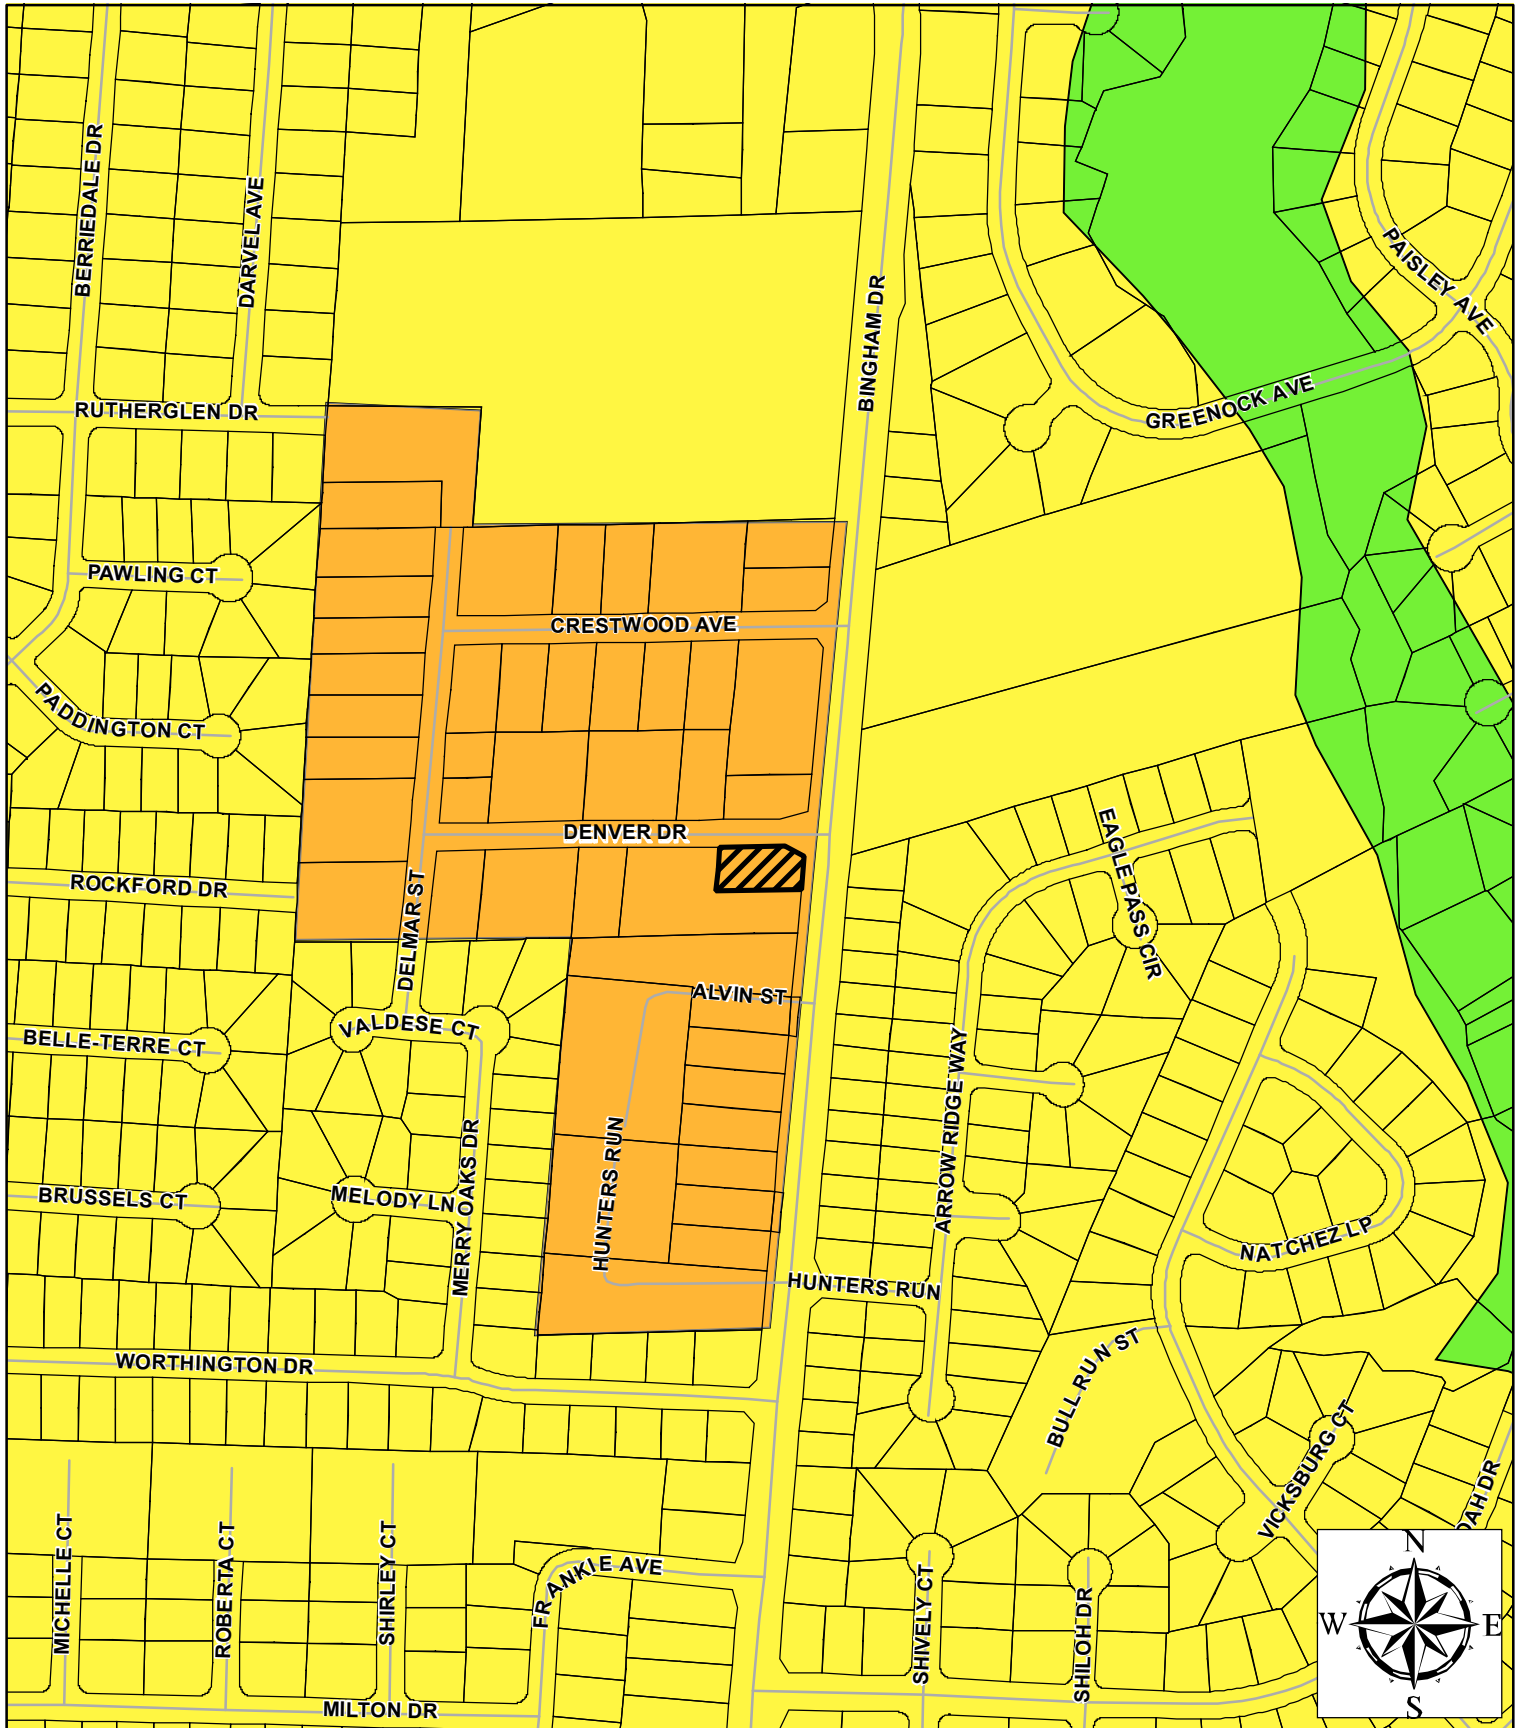 BERRIEDALE DR
DARVEL AVE
BINGHAM DR
PAISLEY AVE
GREENOCK AVE
RUTHERGLEN DR
PAWLING CT
CRESTWOOD AVE
PADDINGTON CT
DENVER DR
EAGLE PASS CIR
ROCKFORD DR
DELMAR ST
ALVIN ST
VALDESE CT
BELLE-TERRE CT
ARROW RIDGE WAY
HUNTERS RUN
MERRY OAKS DR
BRUSSELS CT
MELODY LN
NATCHEZ LP
HUNTERS RUN
BULL RUN ST
WORTHINGTON DR
VICKSBURG CT
OAH DR
MICHELLE CT
ROBERTA CT
SHIRLEY CT
FRANKIE AVE
SHIVELY CT
SHILOH DR
MILTON DR
N
W E
S